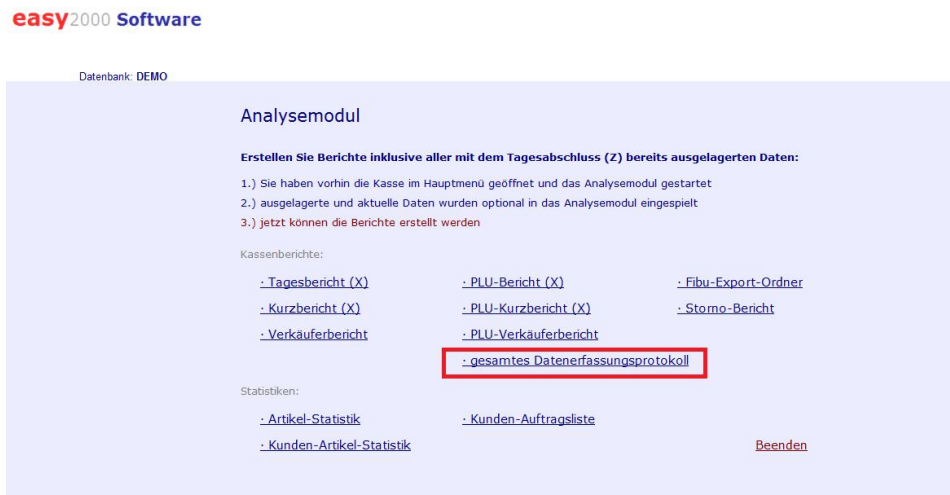 easy2000 Software
Datenbank: DEMO
Analysemodul
Erstellen Sie Berichte inklusive aller mit dem Tagesabschluss (Z) bereits ausgelagerten Daten:
1.) Sie haben vorhin die Kasse im Hauptmenü geöffnet und das Analysemodul gestartet
2.) ausgelagerte und aktuelle Daten wurden optional in das Analysemodul eingespielt
3.) jetzt können die Berichte erstellt werden
Kassenberichte:
· Tagesbericht (X) · PLU-Bericht (X) · Fibu-Export-Ordner
· Kurzbericht (X) · PLU-Kurzbericht (X) · Storno-Bericht
· Verkäuferbericht · PLU-Verkäuferbericht
· gesamtes Datenerfassungsprotokoll
Statistiken:
· Artikel-Statistik · Kunden-Auftragsliste
· Kunden-Artikel-Statistik Beenden